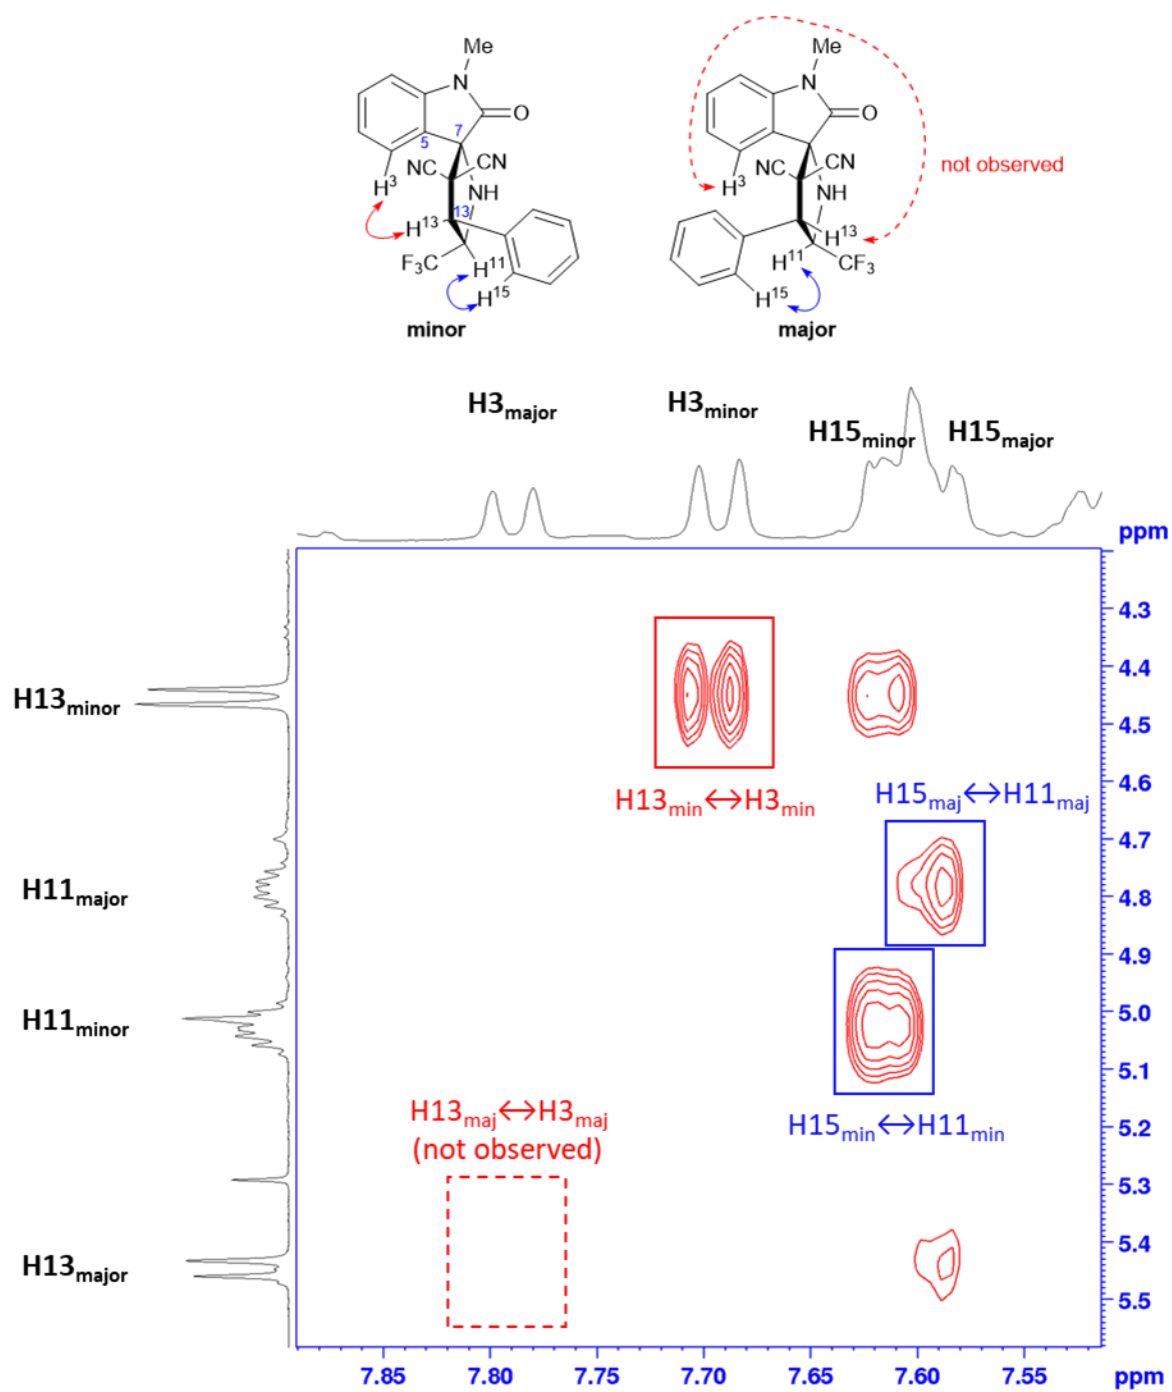 Me Me
N N
O O
7
5
CN CN
NC NC
not observed
H3 NH H3 NH
H13 13 H13
F3C H11 H11 CF3
H15 H15
minor major
H3major H3minor
H15minor H15major
ppm
4.3
4.4
H13minor
4.5
4.6
H13min↔H3min H15maj↔H11maj
4.7
H11major 4.8
4.9
H11minor 5.0
5.1
H13maj↔H3maj H15min↔H11min
(not observed)
5.2
5.3
H13major 5.4
5.5
7.85 7.80 7.75 7.70 7.65 7.60 7.55 ppm